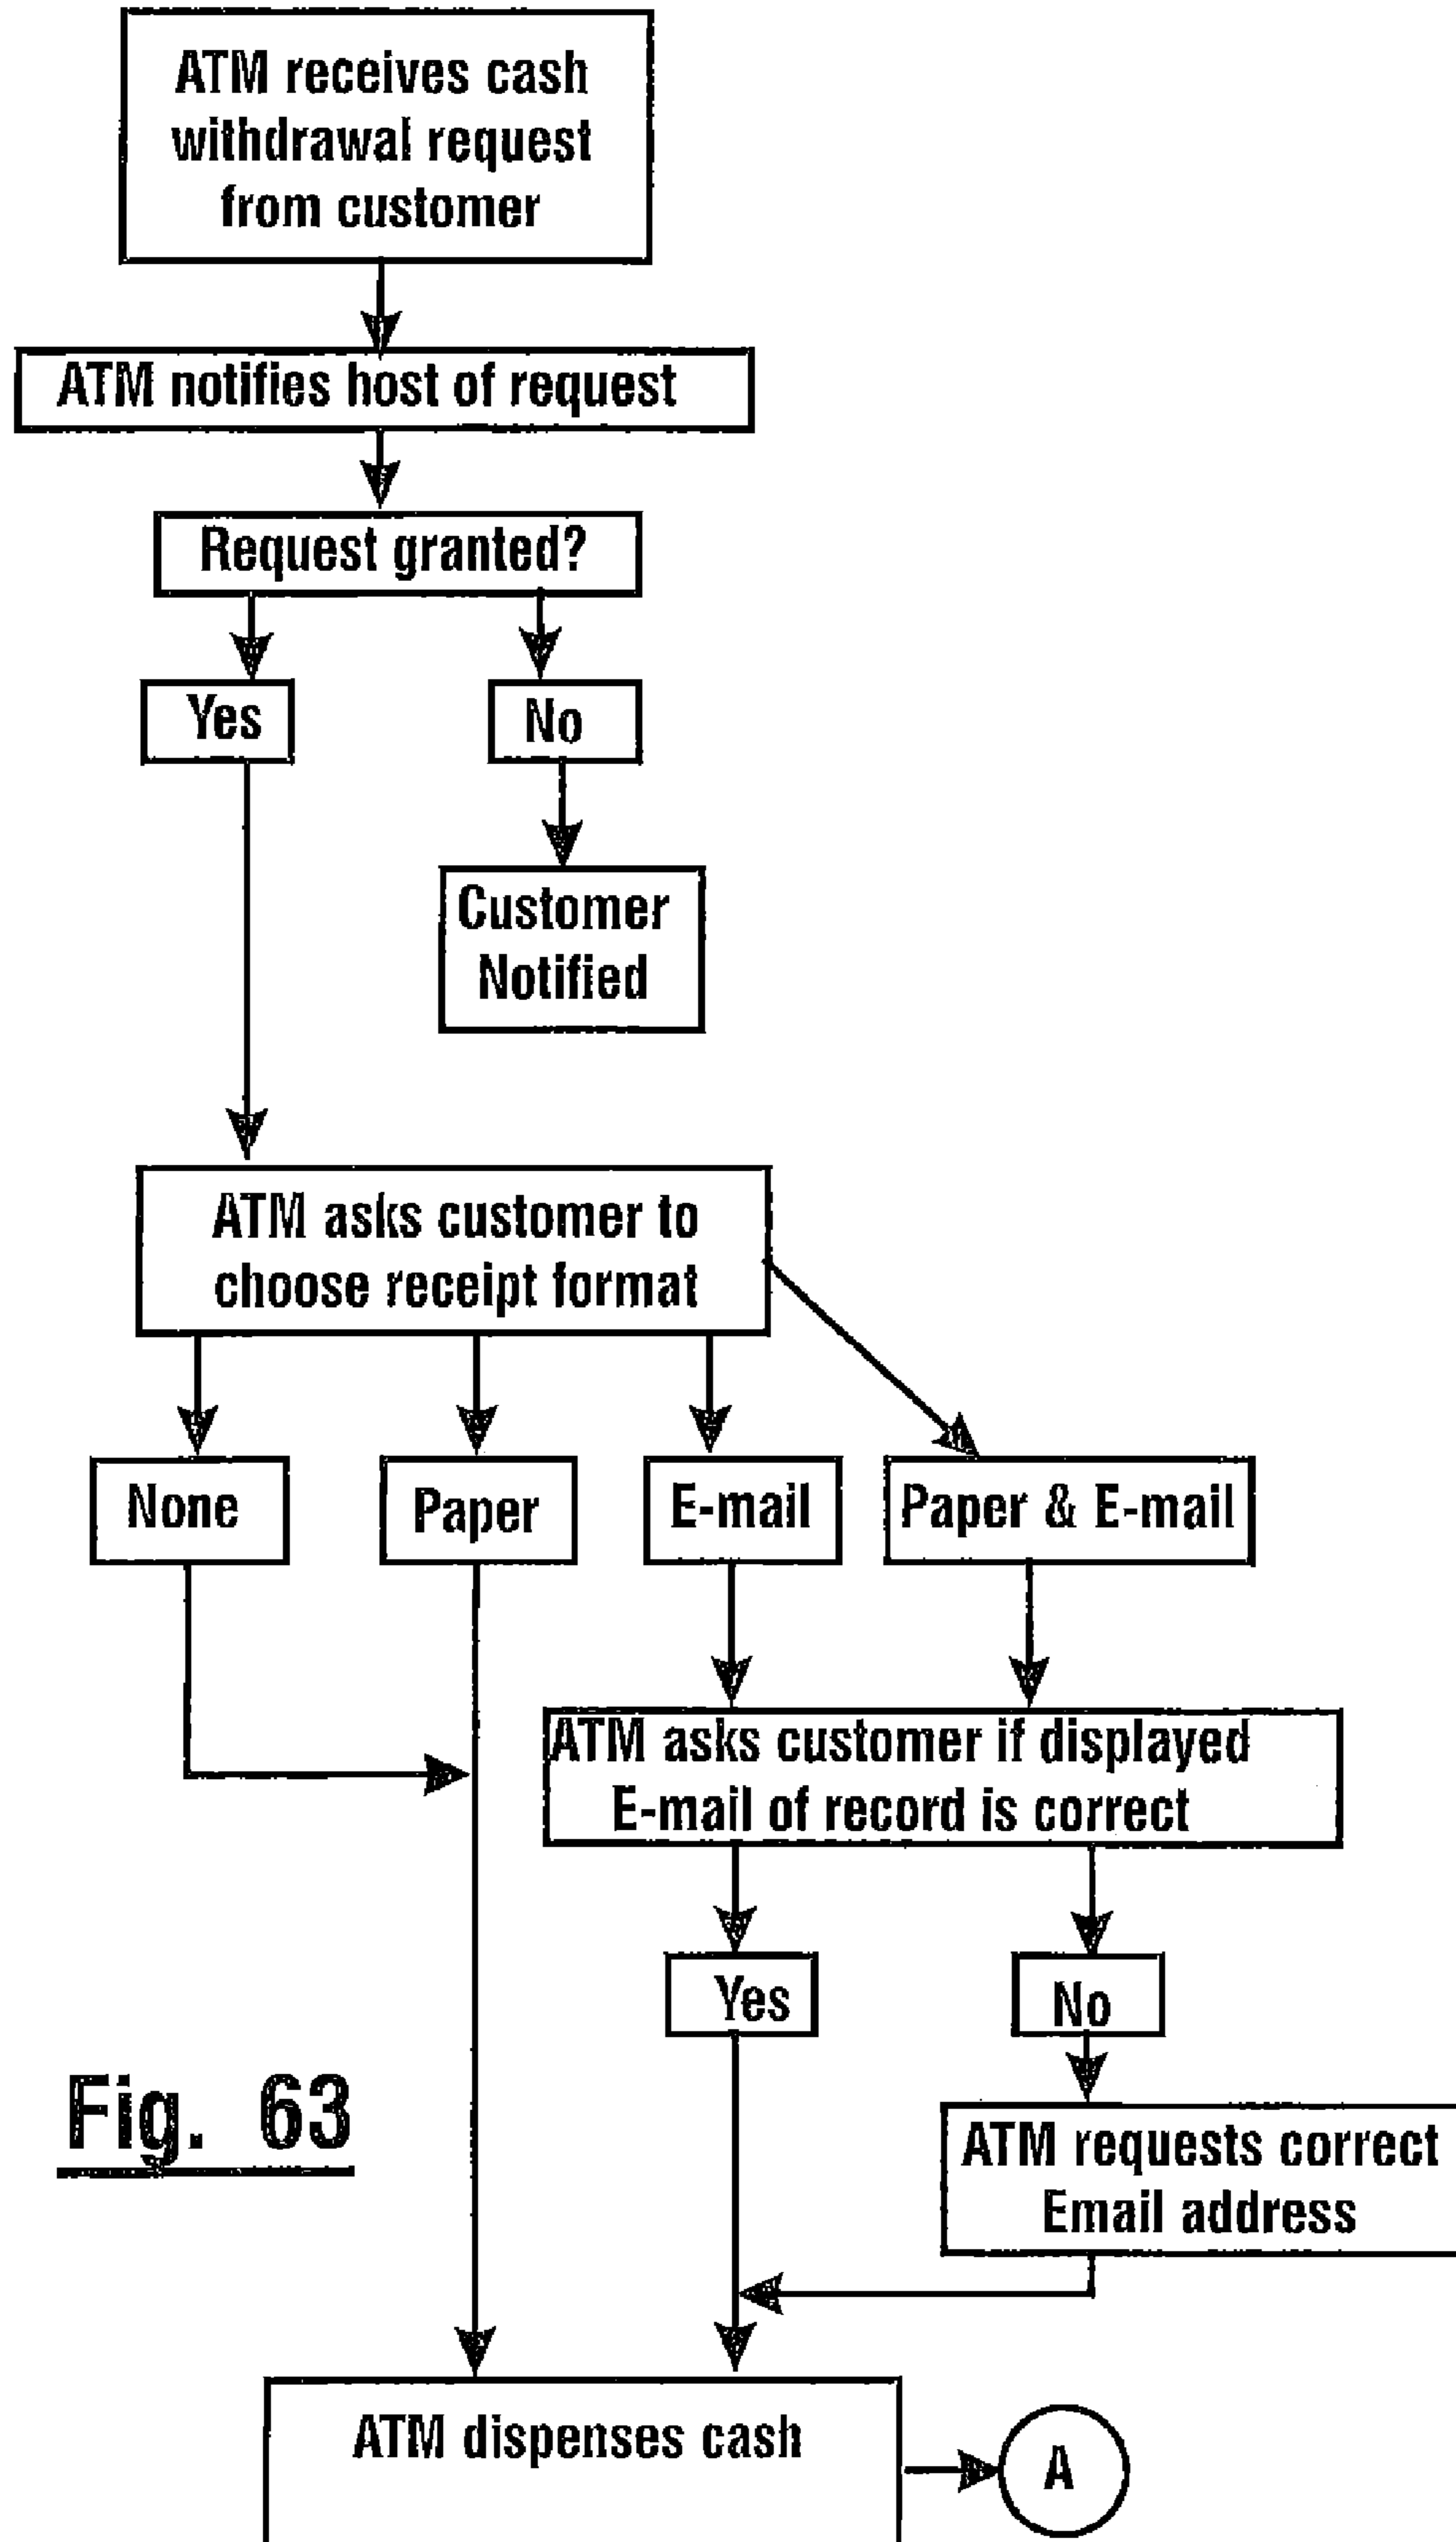 ATM receives cash
withdrawal request
from customer
ATM notifies host of request
Request granted?
Yes
No
Customer
Notified
ATM asks customer to
choose receipt format
None
Paper
E-mail
Paper & E-mail
ATM asks customer if displayed
E-mail of record is correct
Yes
No
Fig. 63
ATM requests correct
Email address
ATM dispenses cash
A